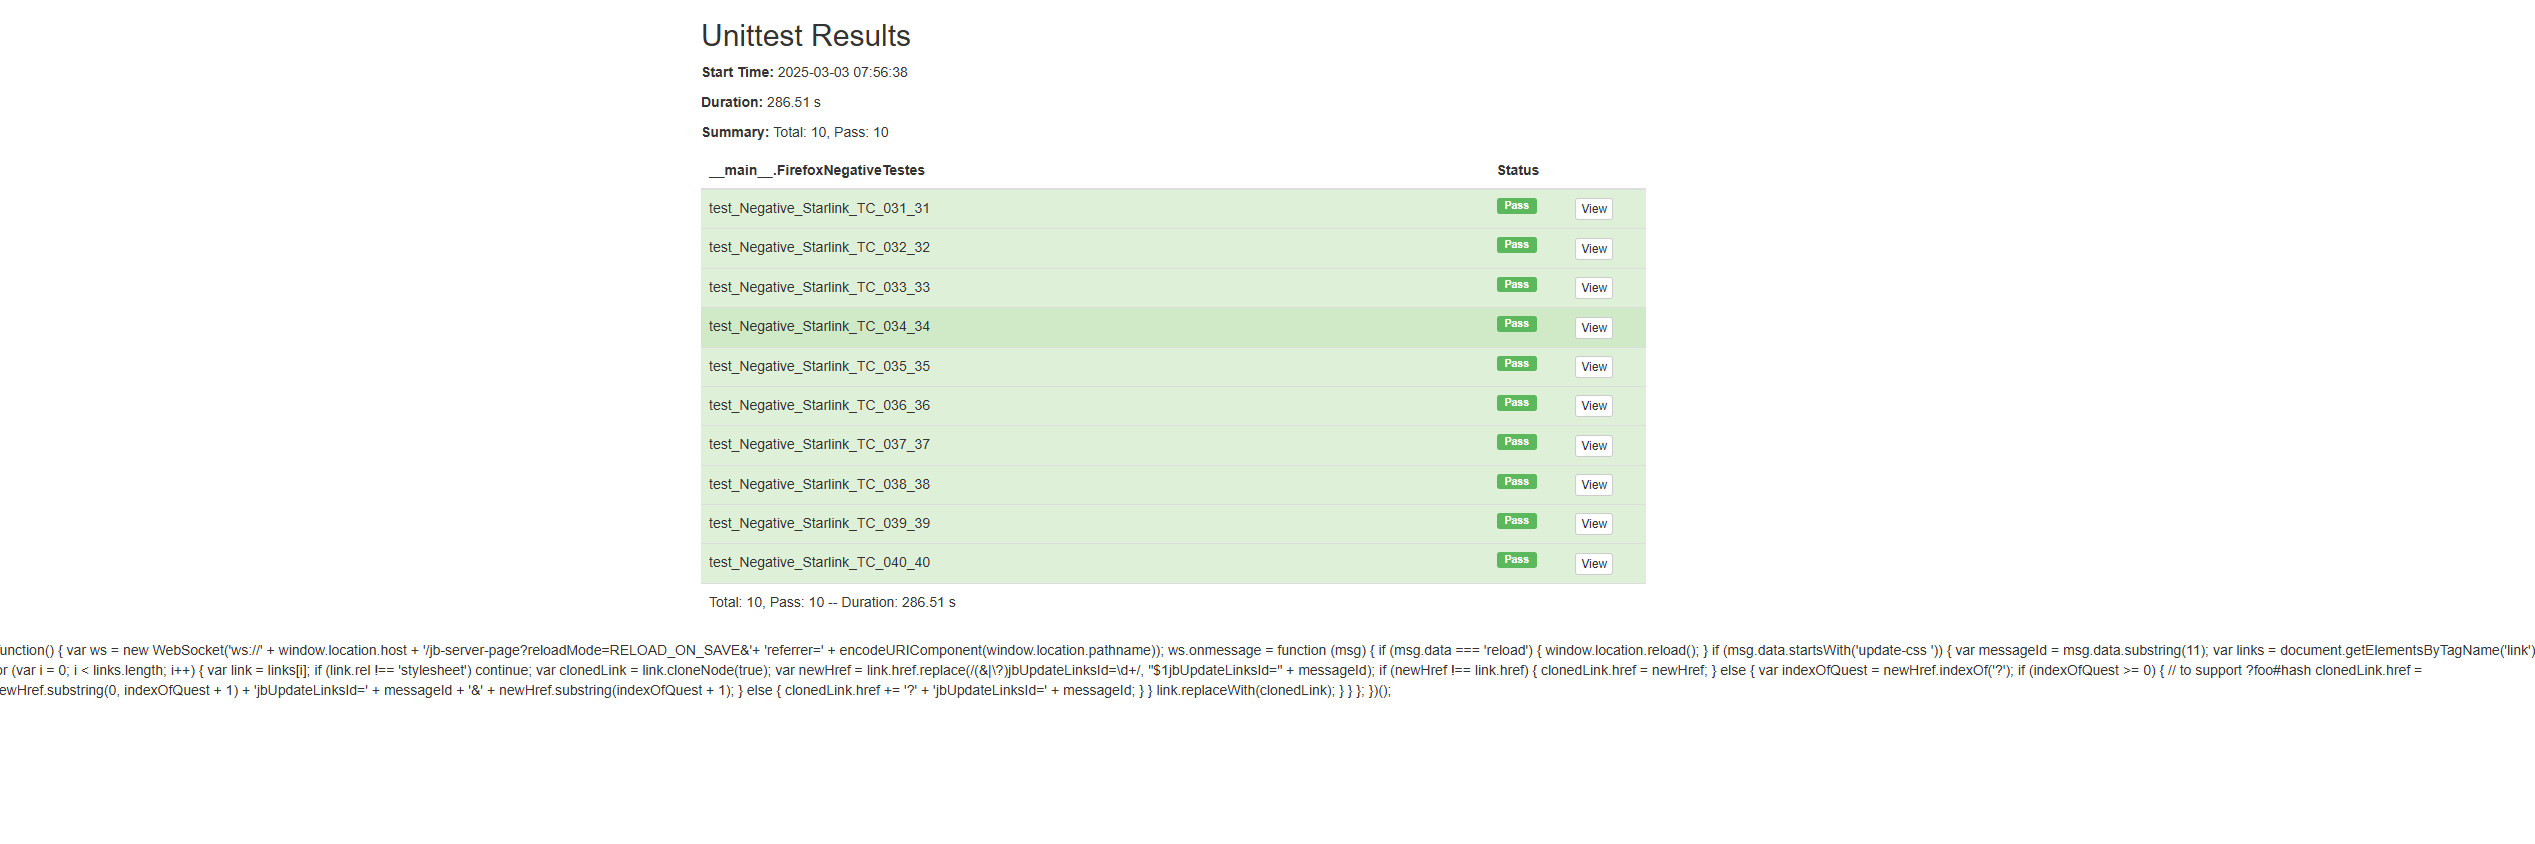 Unittest Results
Start Time: 2025-03-03 07:56:38
Duration: 286.51 s
Summary: Total: 10, Pass: 10
__main__.FirefoxNegativeTestes Status
test_Negative_Starlink_TC_031_31 Pass View
test_Negative_Starlink_TC_032_32 Pass View
test_Negative_Starlink_TC_033_33 Pass View
test_Negative_Starlink_TC_034_34 Pass View
test_Negative_Starlink_TC_035_35 Pass View
test_Negative_Starlink_TC_036_36 Pass View
test_Negative_Starlink_TC_037_37 Pass View
test_Negative_Starlink_TC_038_38 Pass View
test_Negative_Starlink_TC_039_39 Pass View
test_Negative_Starlink_TC_040_40 Pass View
Total: 10, Pass: 10 -- Duration: 286.51 s
unction() { var ws = new WebSocket('ws://' + window.location.host + '/jb-server-page?reloadMode=RELOAD_ON_SAVE&'+ 'referrer=' + encodeURIComponent(window.location.pathname)); ws.onmessage = function (msg) { if (msg.data === 'reload') { window.location.reload(); } if (msg.data.startsWith('update-css ')) { var messageId = msg.data.substring(11); var links = document.getElementsByTagName('link')
or (var i = 0; i < links.length; i++) { var link = links[i]; if (link.rel !== 'stylesheet') continue; var clonedLink = link.cloneNode(true); var newHref = link.href.replace(/(&|\?)jbUpdateLinksId=\d+/, "$1jbUpdateLinksId=" + messageId); if (newHref !== link.href) { clonedLink.href = newHref; } else { var indexOfQuest = newHref.indexOf('?'); if (indexOfQuest >= 0) { // to support ?foo#hash clonedLink.href =
ewHref.substring(0, indexOfQuest + 1) + 'jbUpdateLinksId=' + messageId + '&' + newHref.substring(indexOfQuest + 1); } else { clonedLink.href += '?' + 'jbUpdateLinksId=' + messageId; } } link.replaceWith(clonedLink); } } }; })();